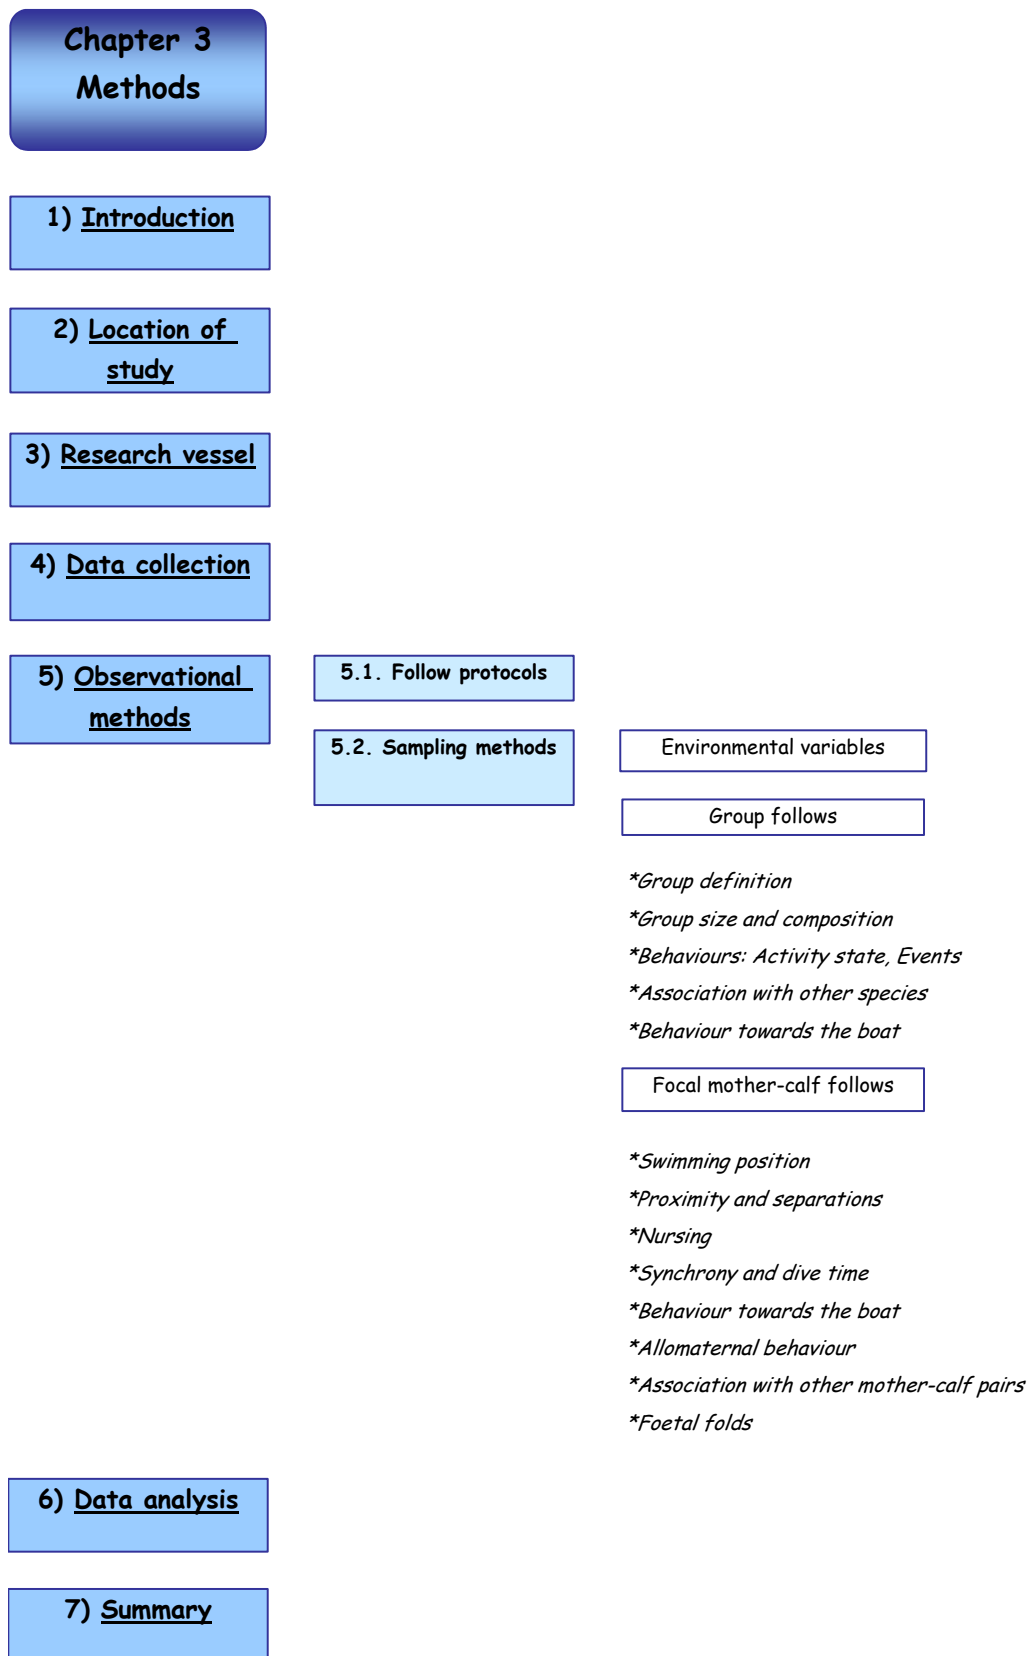 Chapter 3
Methods
1) Introduction
2) Location of
study
3) Research vessel
4) Data collection
5) Observational
methods
5.1. Follow protocols
5.2. Sampling methods
Environmental variables
Group follows
*Group definition
*Group size and composition
*Behaviours: Activity state, Events
*Association with other species
*Behaviour towards the boat
Focal mother-calf follows
*Swimming position
*Proximity and separations
*Nursing
*Synchrony and dive time
*Behaviour towards the boat
*Allomaternal behaviour
*Association with other mother-calf pairs
*Foetal folds
6) Data analysis
7) Summary